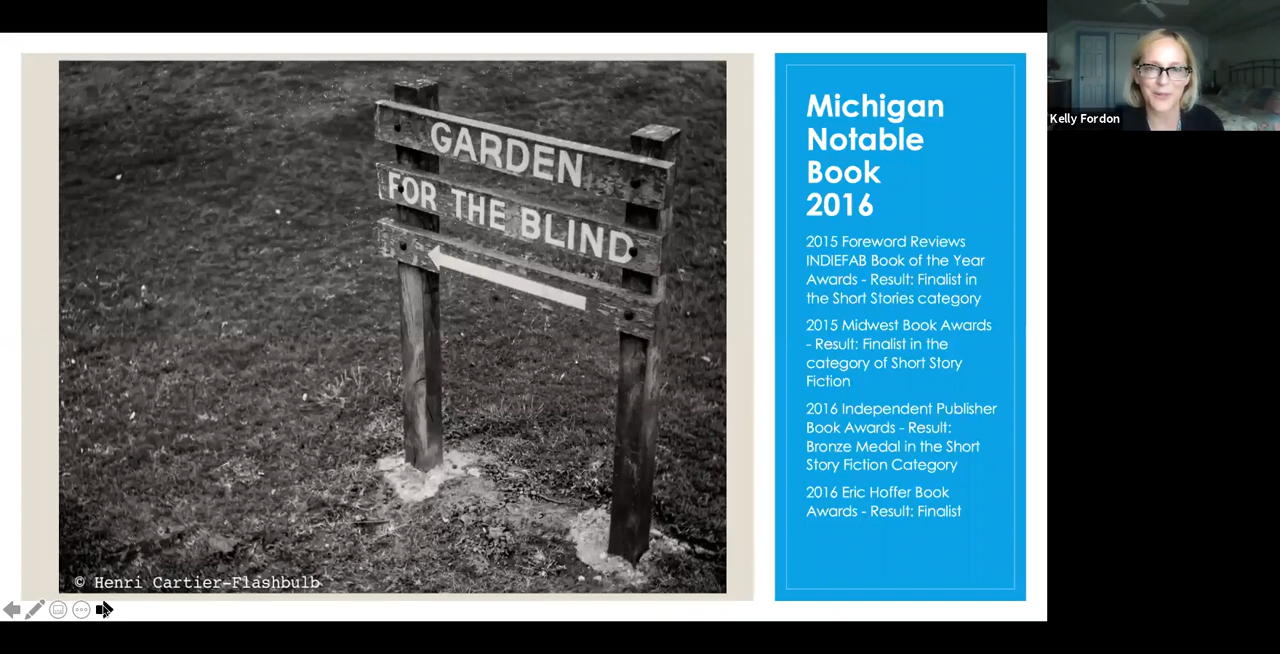 GARDEN
FOR THE BLIND
© Henri Cartier-Flashbulb
Michigan
Notable
Book
2016
2015 Foreword Reviews
INDIEFAB Book of the Year
Awards - Result: Finalist in
the Short Stories category
2015 Midwest Book Awards
- Result: Finalist in the
category of Short Story
Fiction
2016 Independent Publisher
Book Awards - Result:
Bronze Medal in the Short
Story Fiction Category
2016 Eric Hoffer Book
Awards - Result: Finalist
Kelly Fordon